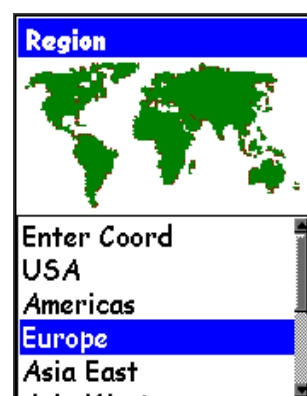 Region
Enter Coord
USA
Americas
Europe
Asia East